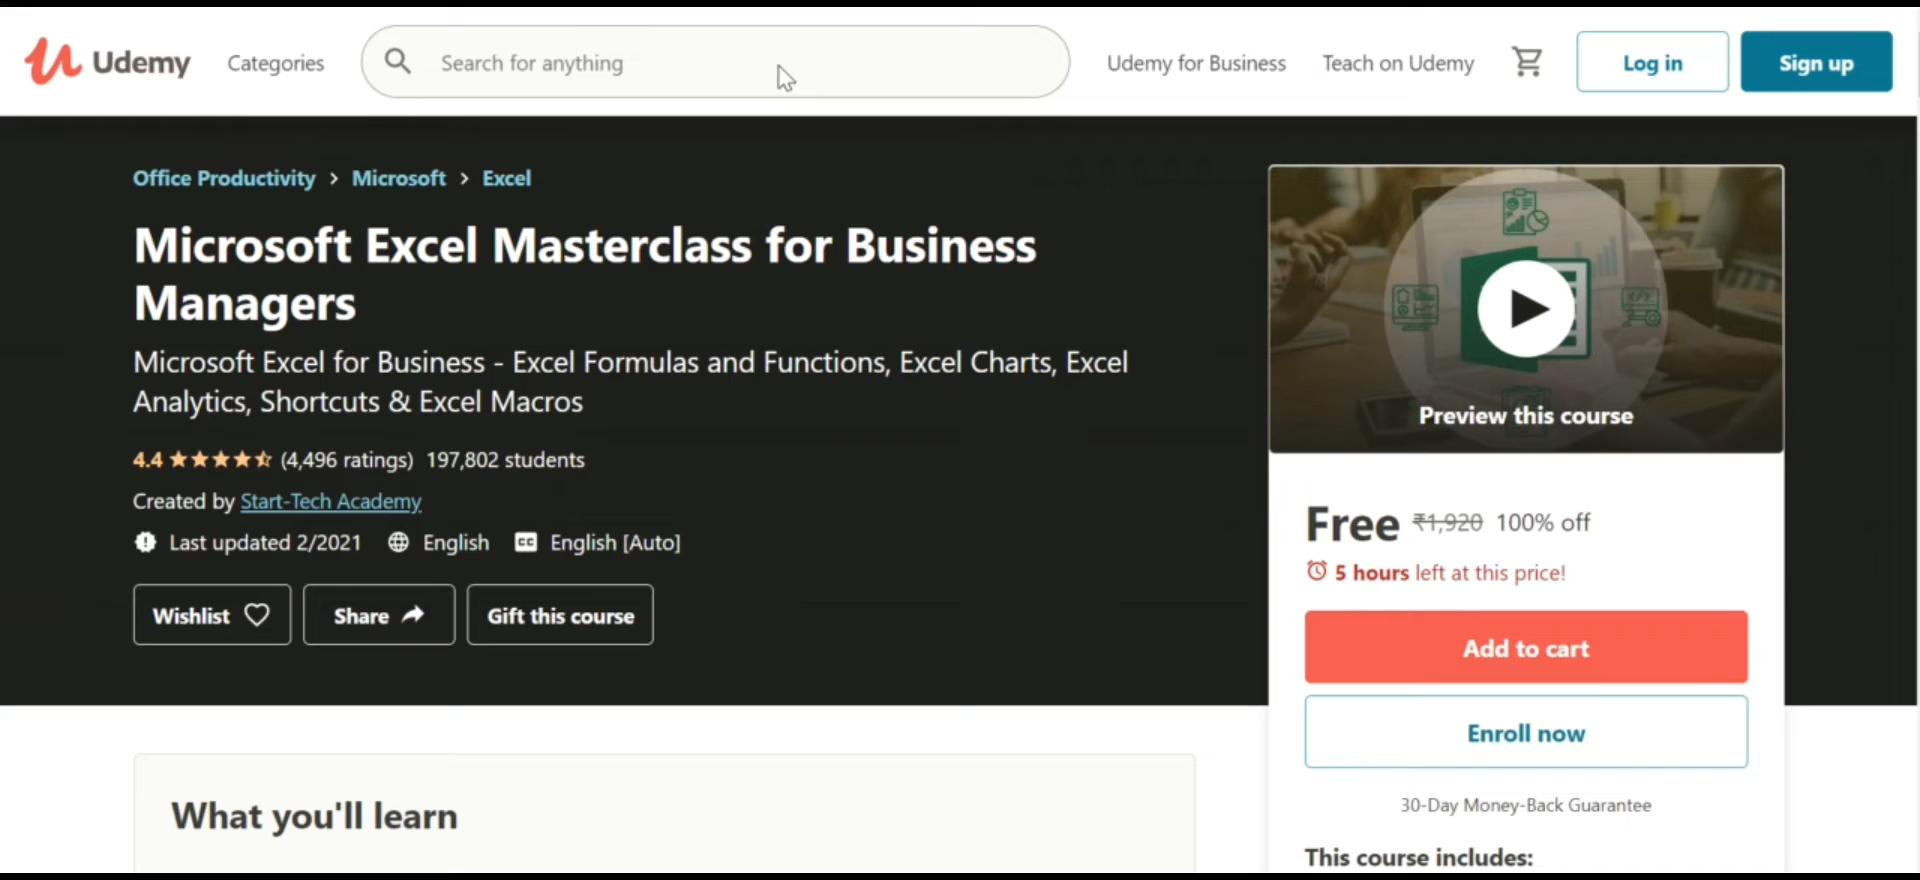 Udemy Categories Search for anything Udemy for Business Teach on Udemy Log in Sign up
Office Productivity > Microsoft > Excel
Microsoft Excel Masterclass for Business
Managers
Microsoft Excel for Business - Excel Formulas and Functions, Excel Charts, Excel
Analytics, Shortcuts & Excel Macros
4.4 (4,496 ratings) 197,802 students
Created by Start-Tech Academy
Last updated 2/2021 English CC English [Auto]
Wishlist Share Gift this course
What you'll learn
Preview this course
Free ₹1,920 100% off
5 hours left at this price!
Add to cart
Enroll now
30-Day Money-Back Guarantee
This course includes: